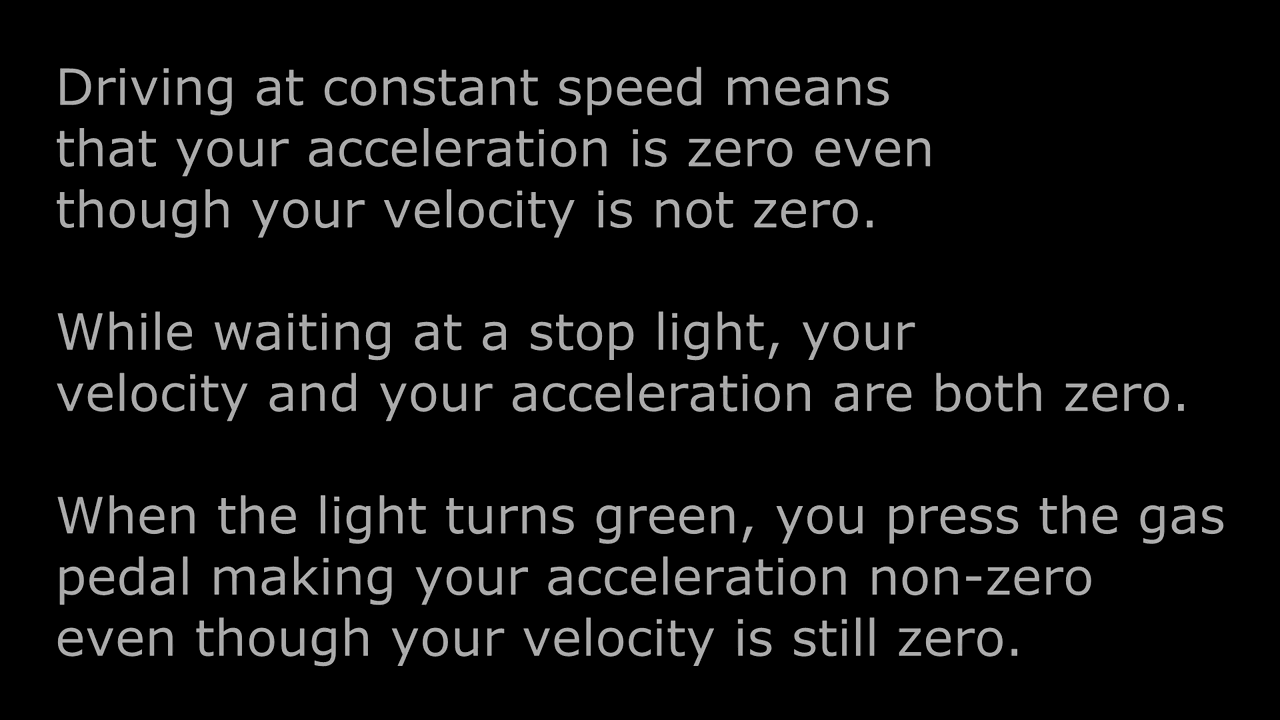 Driving at constant speed means
that your acceleration is zero even
though your velocity is not zero.
While waiting at a stop light, your
velocity and your acceleration are both zero.
When the light turns green, you press the gas
pedal making your acceleration non-zero
even though your velocity is still zero.